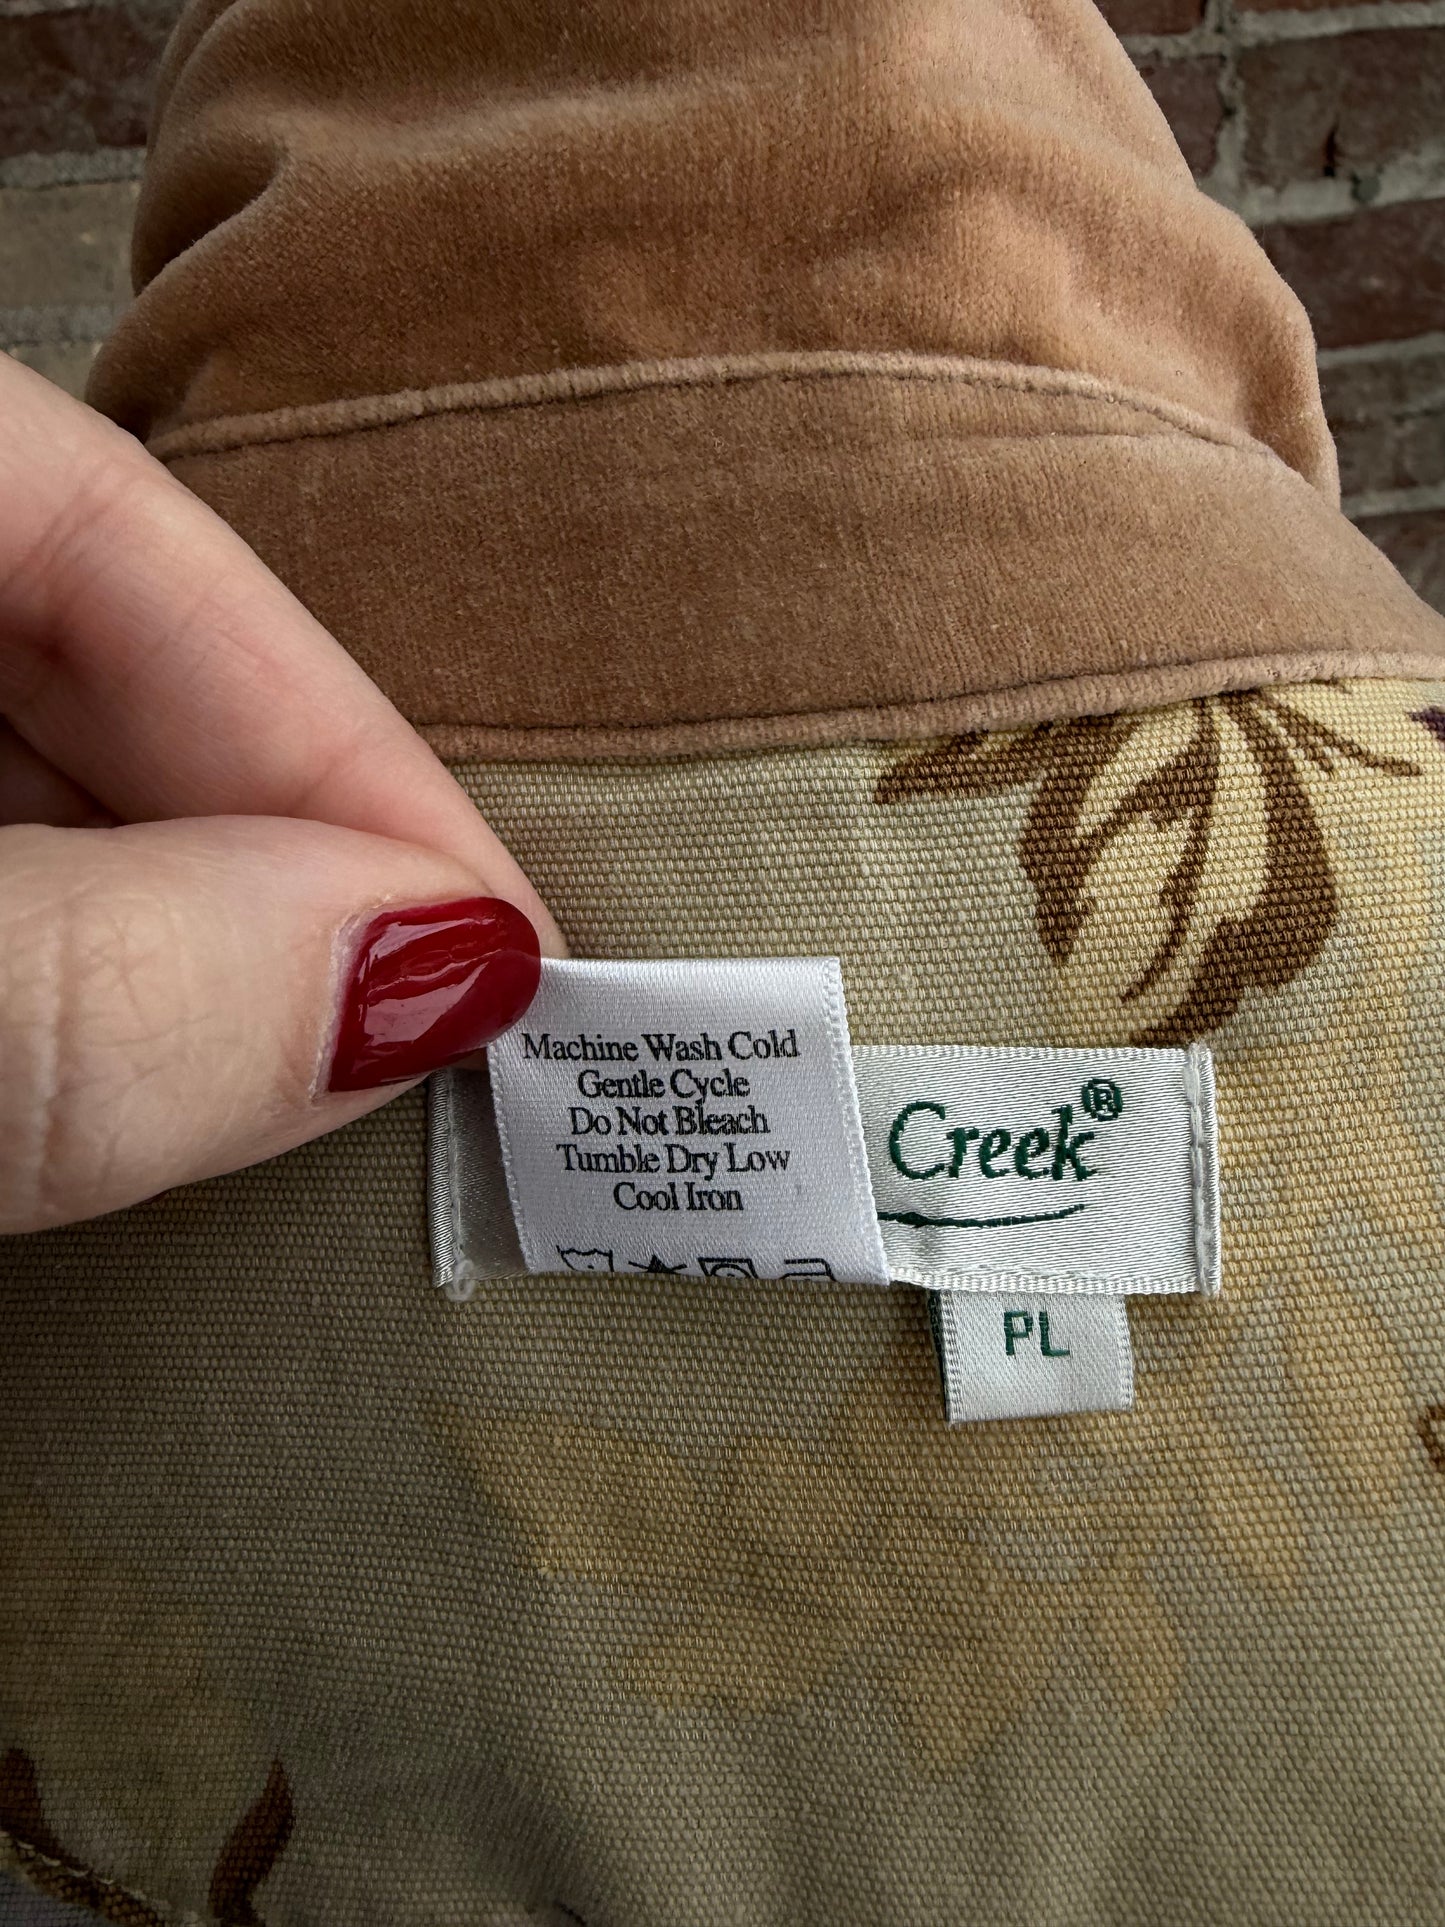 Machine Wash Cold
Gentle Cycle
Do Not Bleach
Tumble Dry Low
Cool Iron
Creek®
PL